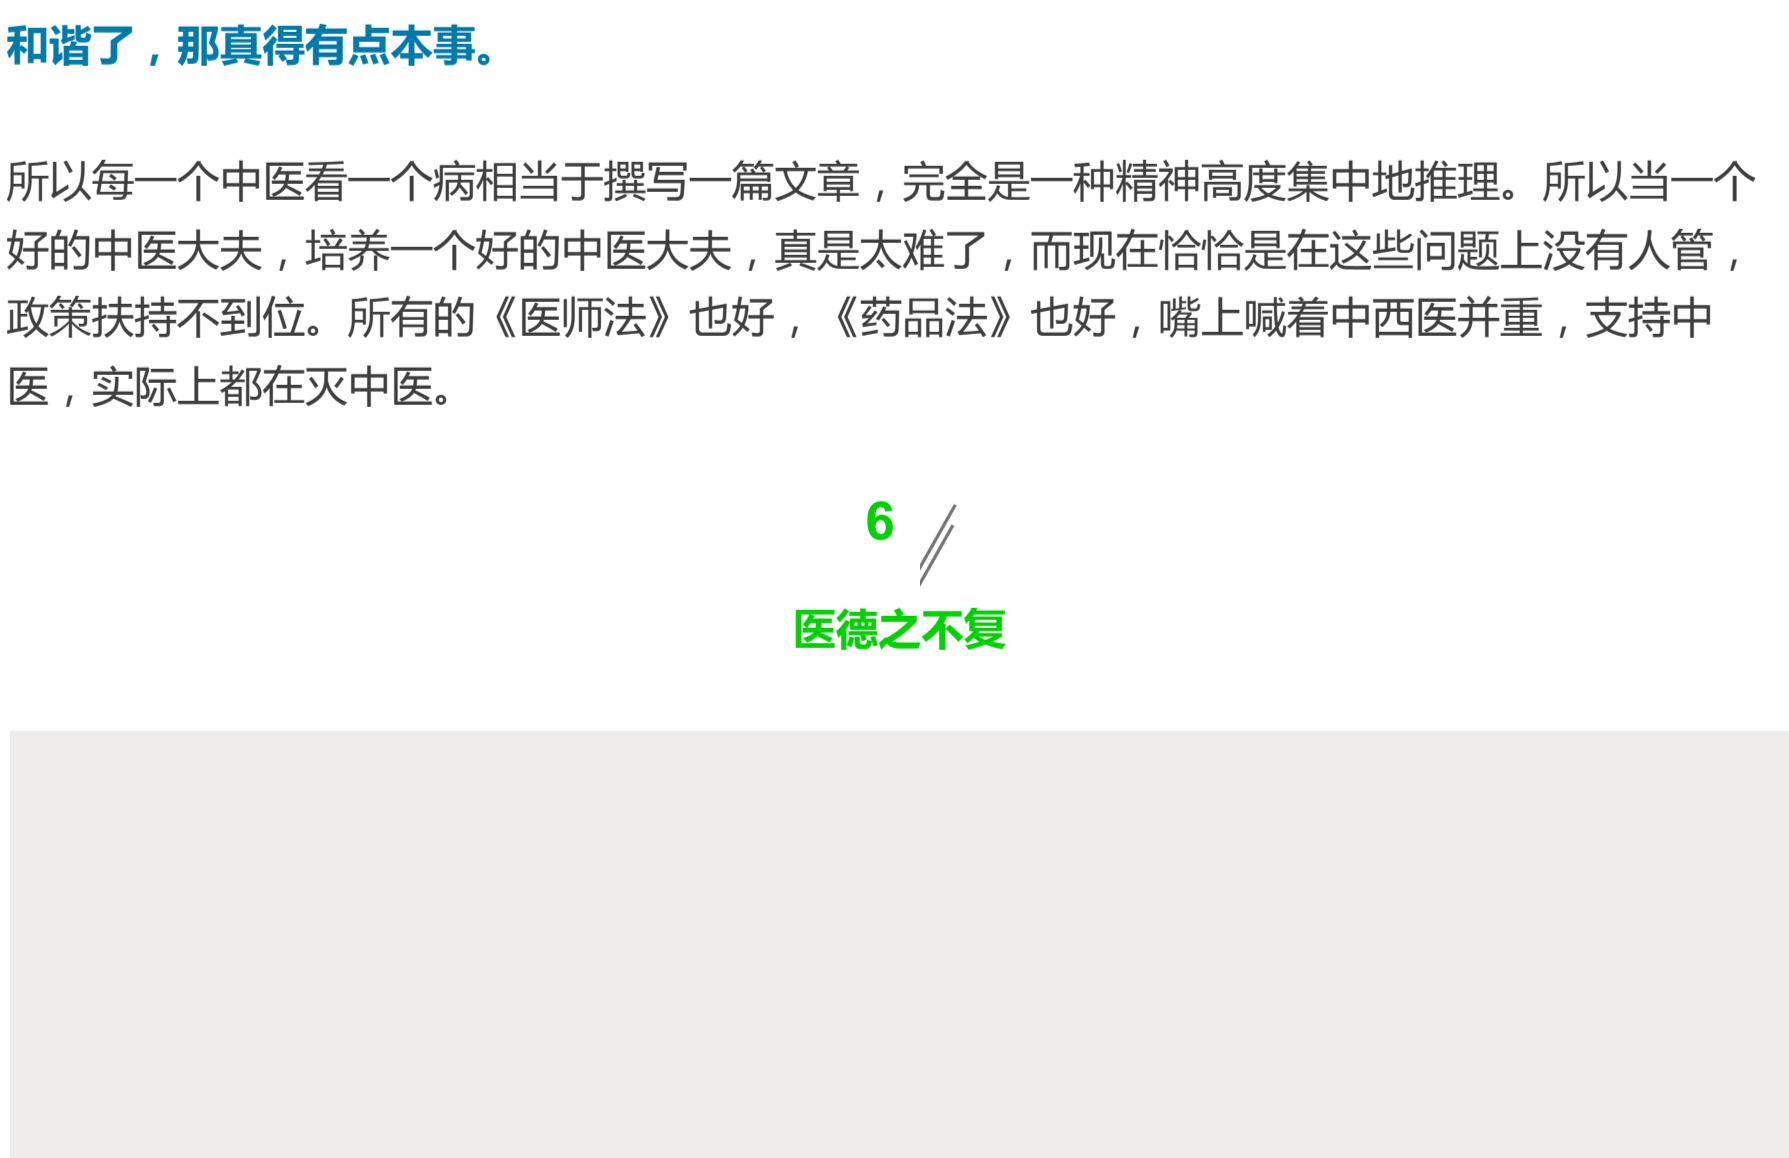 和谐了，那真得有点本事。
所以每一个中医看一个病相当于撰写一篇文章，完全是一种精神高度集中地推理。所以当一个
好的中医大夫，培养一个好的中医大夫，真是太难了，而现在恰恰是在这些问题上没有人管，
政策扶持不到位。所有的《医师法》也好，《药品法》也好，嘴上喊着中西医并重，支持中
医，实际上都在灭中医。
6
医德之不复